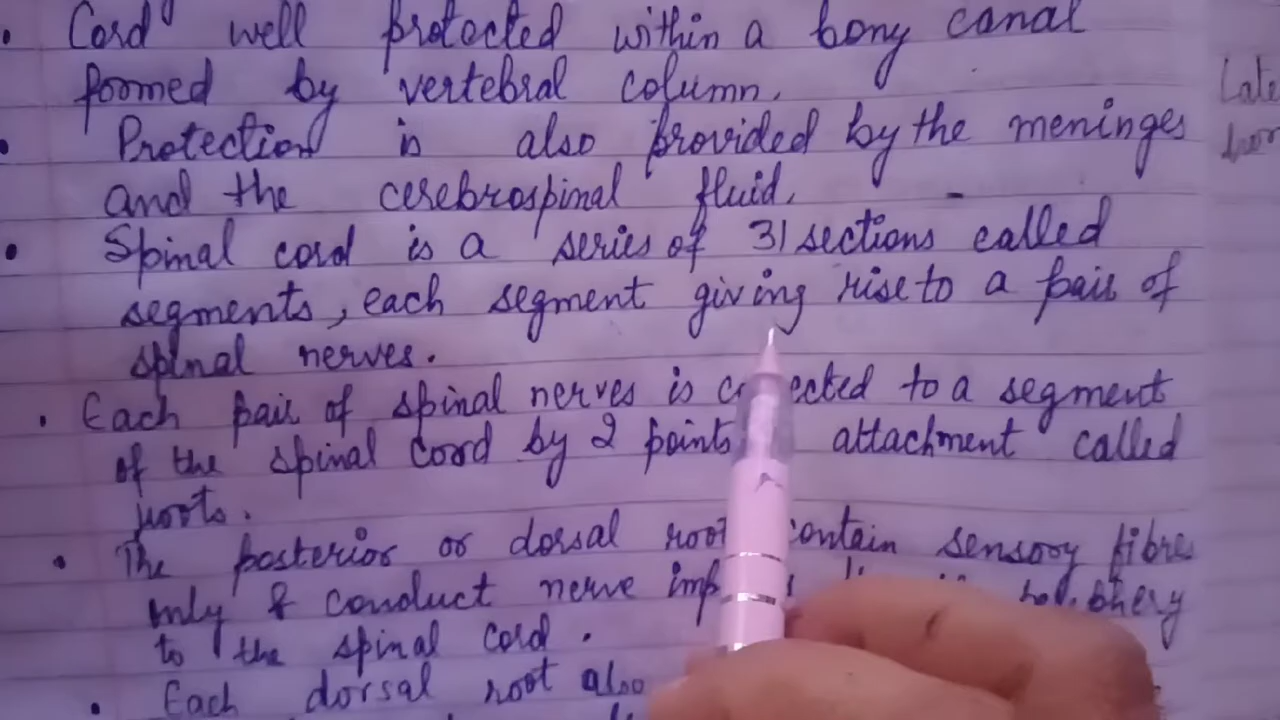 Cord well protected within a bony canal
formed by vertebral column.
Protection is also provided by the meninges
and the cerebrospinal fluid.
Spinal cord is a series of 31 sections called
segments, each segment giving rise to a pair of
spinal nerves.
Each pair of spinal nerves is to a segment
of the spinal cord by 2 points attachment called
roots.
The posterior or dorsal root contain sensory fibres
only & conduct nerve
to the spinal cord.
Each dorsal root also
Late